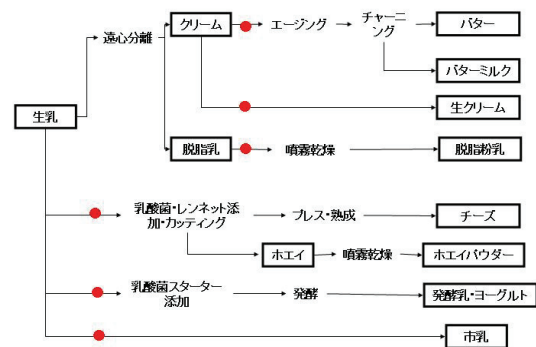 クリーム
エージング
チャーニ
ング
バター
遠心分離
バターミルク
生クリーム
生乳
脱脂乳
噴霧乾燥
脱脂粉乳
乳酸菌・レンネット添
加・カッティング
プレス・熟成
チーズ
ホエイ
噴霧乾燥
ホエイパウダー
乳酸菌スターター
添加
発酵
発酵乳・ヨーグルト
市乳